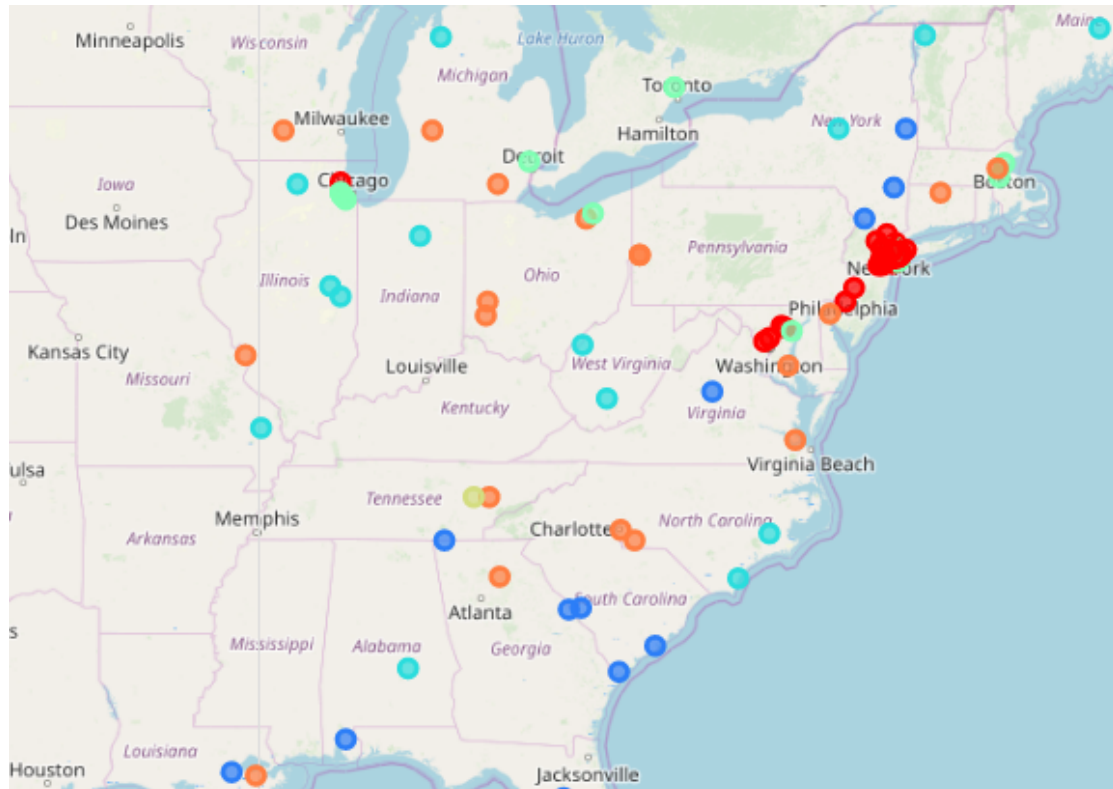 Minneapolis
Wisconsin
Lake Huron
Maine
Michigan
Toronto
Milwaukee
Hamilton
New York
Detroit
Chicago
Boston
Iowa
Des Moines
ln
Pennsylvania
New York
Illinois
Indiana
Ohio
Philadelphia
Kansas City
Missouri
Louisville
West Virginia
Washington
Kentucky
Virginia
Virginia Beach
ulsa
Tennessee
Memphis
Charlotte
North Carolina
Arkansas
Atlanta
South Carolina
s
Mississippi
Alabama
Georgia
Louisiana
Houston
Jacksonville